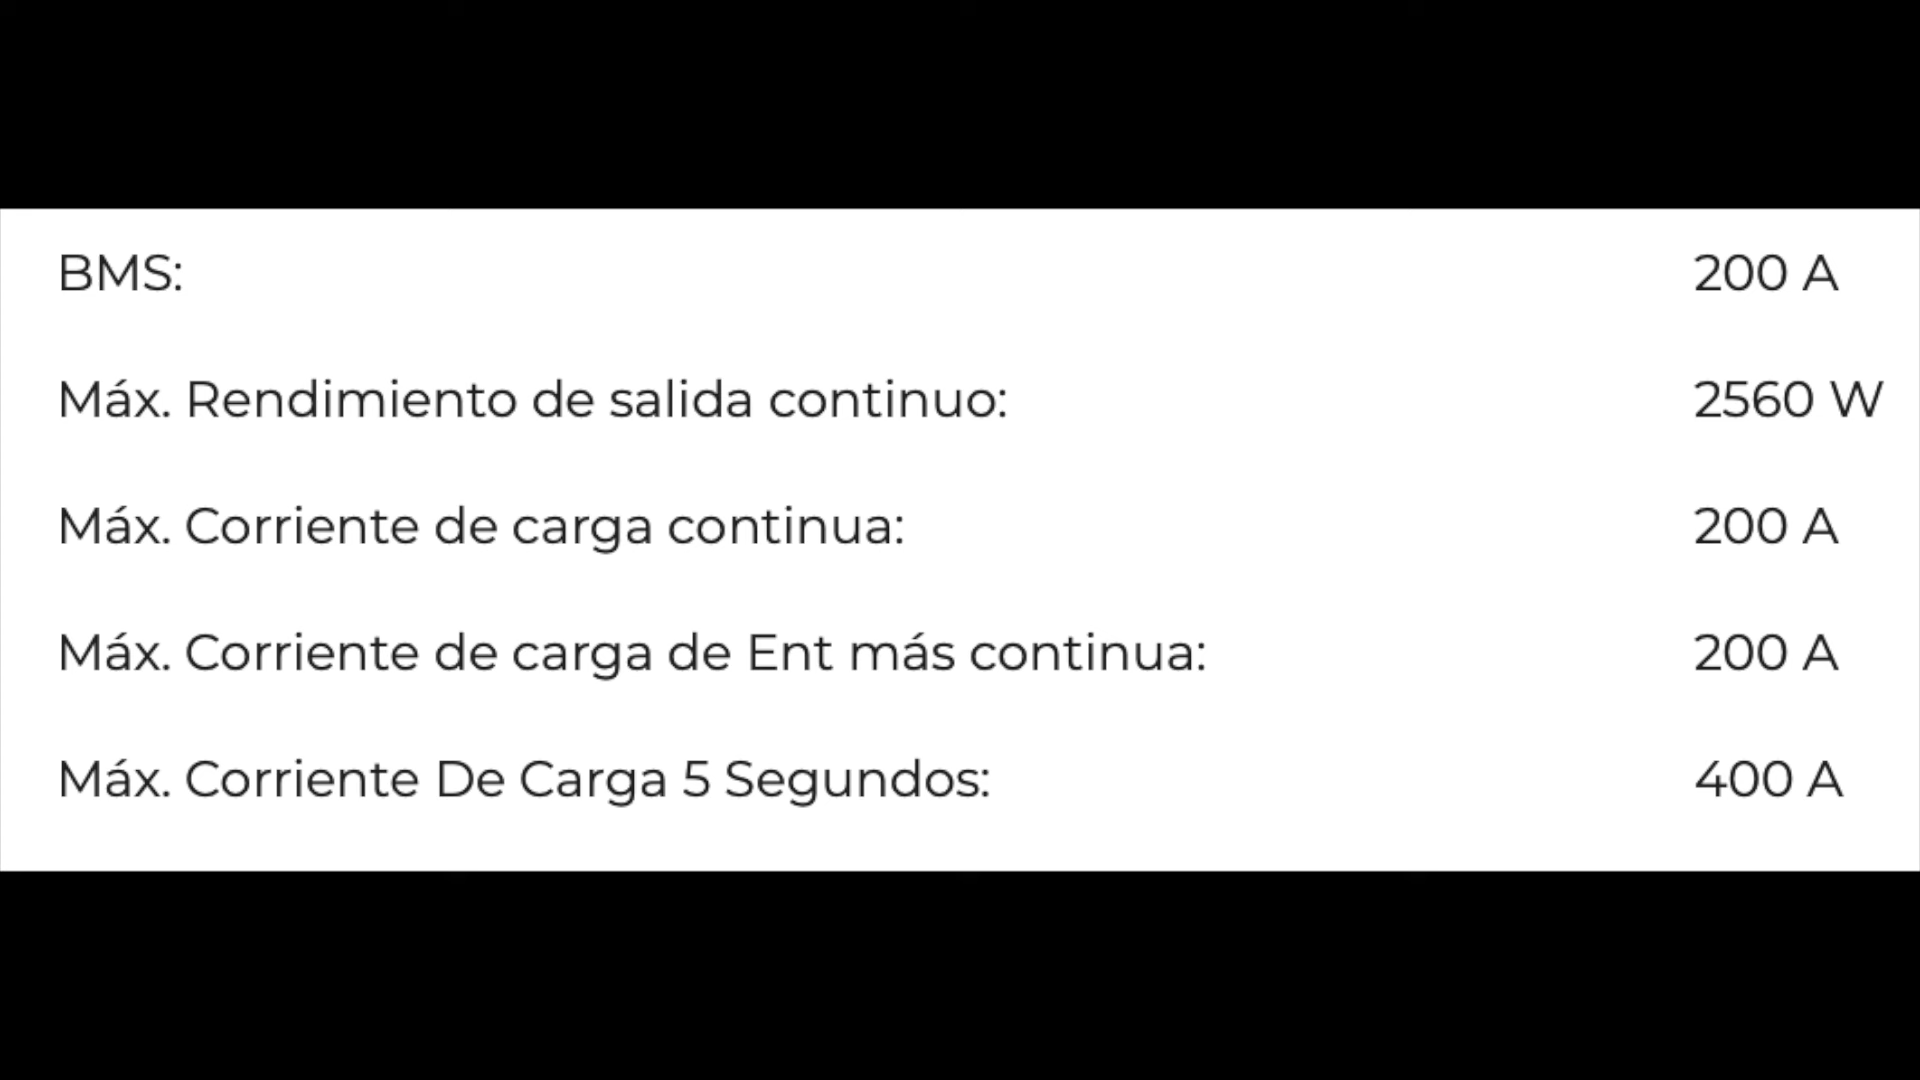 BMS: 200 A
Máx. Rendimiento de salida continuo: 2560 W
Máx. Corriente de carga continua: 200 A
Máx. Corriente de carga de Ent más continua: 200 A
Máx. Corriente De Carga 5 Segundos: 400 A